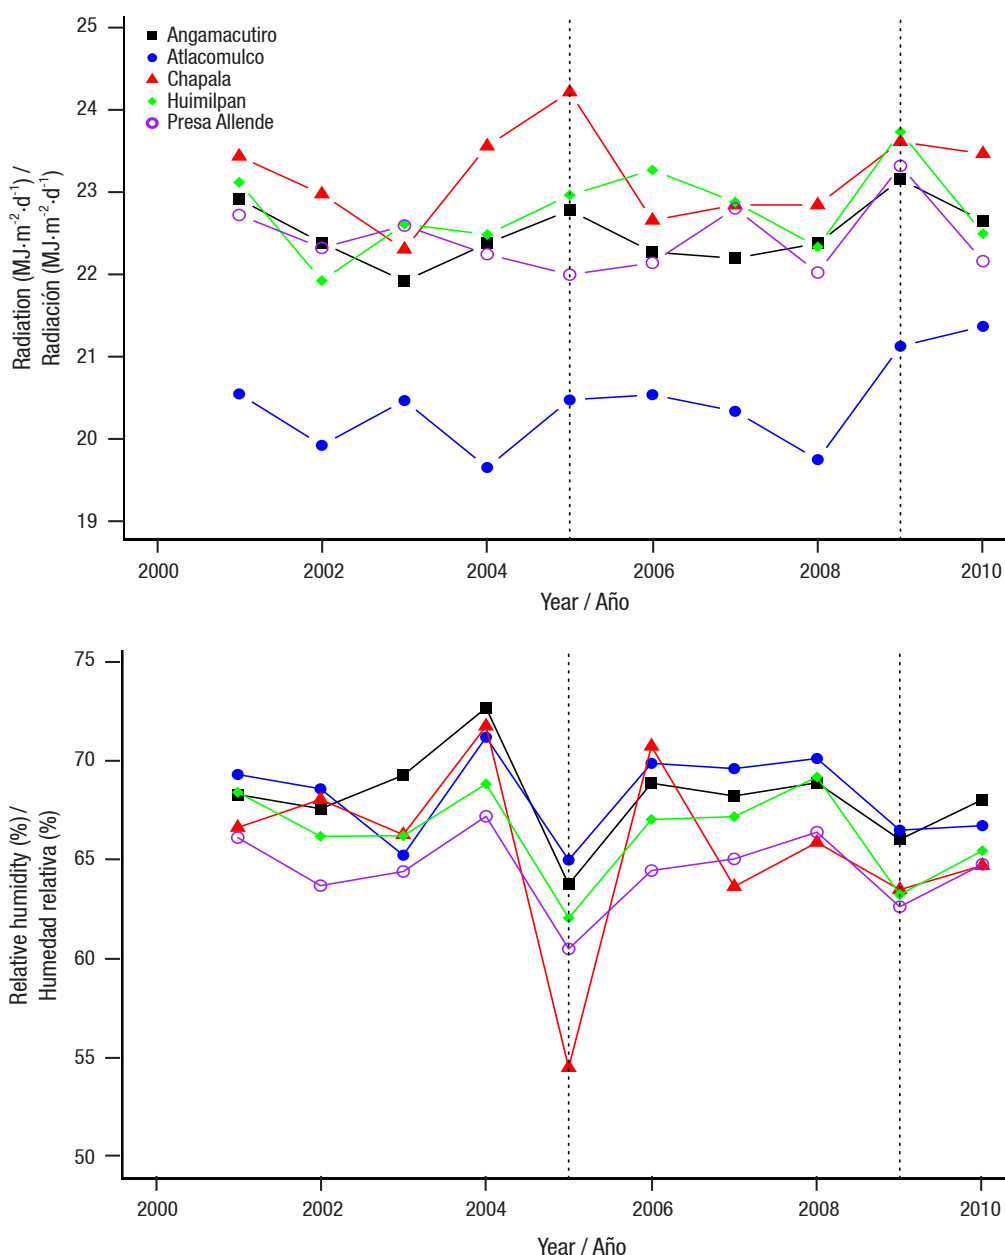 25
24
23
22
21
20
19
Radiation (MJ·m⁻²·d⁻¹) /
Radiación (MJ·m⁻²·d⁻¹)
Angamacutiro
Atlacomulco
Chapala
Huimilpan
Presa Allende
2000 2002 2004 2006 2008 2010
Year / Año
75
70
65
60
55
50
Relative humidity (%) /
Humedad relativa (%)
2000 2002 2004 2006 2008 2010
Year / Año